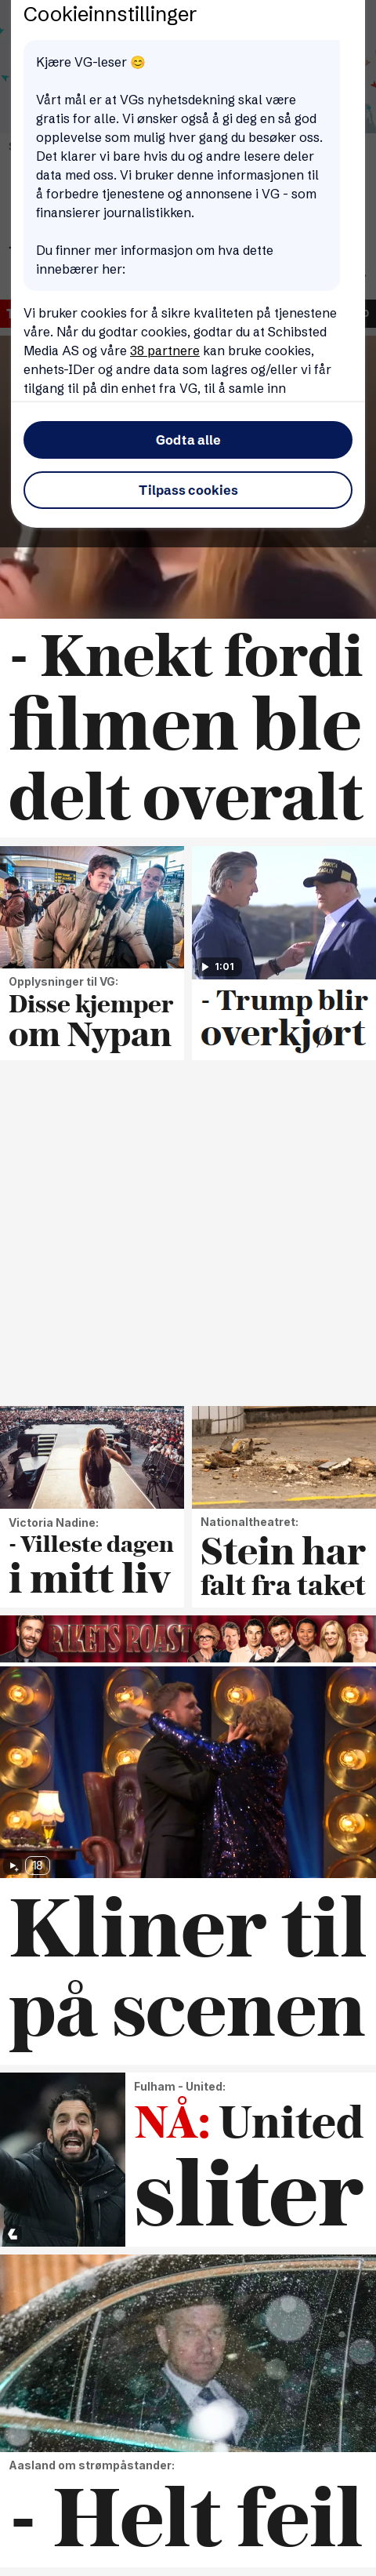 Cookieinnstillinger
Kjære VG-leser 😊
Vårt mål er at VGs nyhetsdekning skal være
gratis for alle. Vi ønsker også å gi deg en så god
opplevelse som mulig hver gang du besøker oss.
Det klarer vi bare hvis du og andre lesere deler
data med oss. Vi bruker denne informasjonen til
å forbedre tjenestene og annonsene i VG - som
finansierer journalistikken.
Du finner mer informasjon om hva dette
innebærer her:
Vi bruker cookies for å sikre kvaliteten på tjenestene
våre. Når du godtar cookies, godtar du at Schibsted
Media AS og våre 38 partnere kan bruke cookies,
enhets-IDer og andre data som lagres og/eller vi får
tilgang til på din enhet fra VG, til å samle inn
Godta alle
Tilpass cookies
- Knekt fordi
filmen ble
delt overalt
1:01
Opplysninger til VG:
Disse kjemper
om Nypan
- Trump blir
overkjørt
Victoria Nadine:
- Villeste dagen
i mitt liv
Nationaltheatret:
Stein har
falt fra taket
RIKETS ROAST
18
Kliner til
på scenen
Fulham - United:
NÅ: United
sliter
Aasland om strømpåstander:
- Helt feil